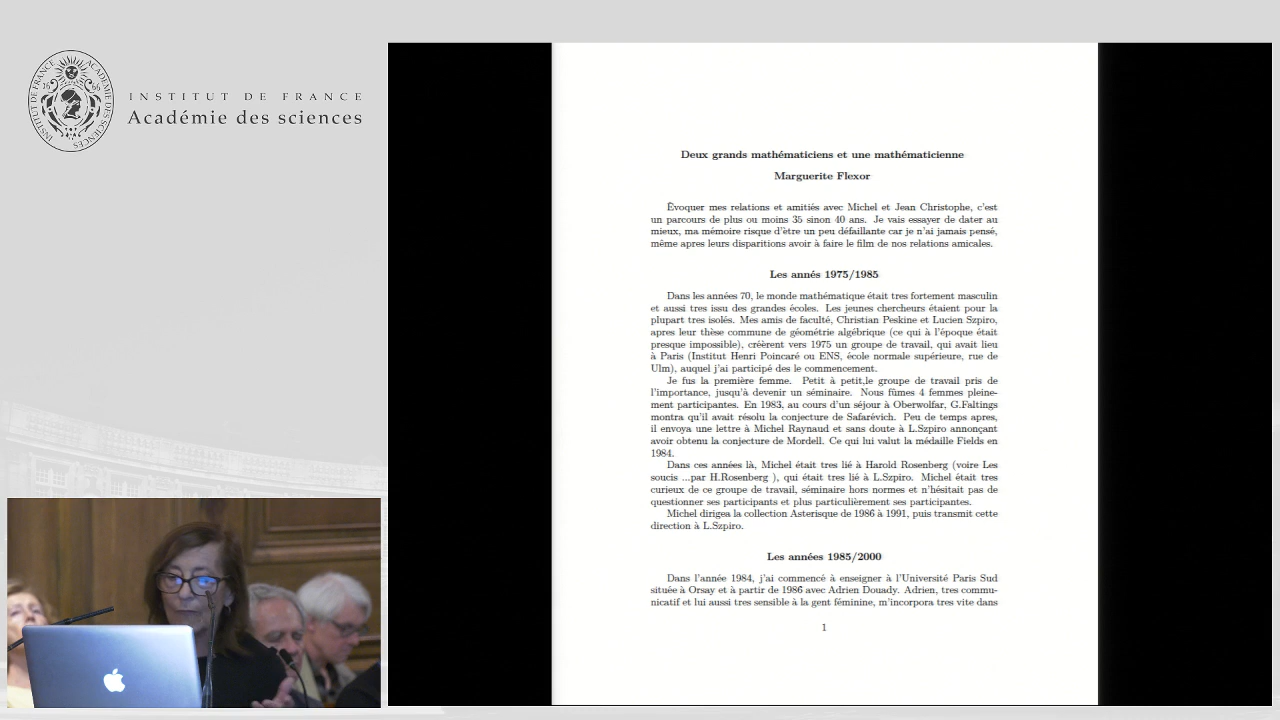 INSTITUT DE FRANCE
Académie des sciences
INSTITUT DE FRANCE ACADÉMIE DES SCIENCES
Deux grands mathématiciens et une mathématicienne
Marguerite Flexor
Évoquer mes relations et amitiés avec Michel et Jean Christophe, c'est
un parcours de plus ou moins 35 sinon 40 ans. Je vais essayer de dater au
mieux, ma mémoire risque d'ètre un peu défaillante car je n'ai jamais pensé,
même apres leurs disparitions avoir à faire le film de nos relations amicales.
Les annés 1975/1985
Dans les années 70, le monde mathématique était tres fortement masculin
et aussi tres issu des grandes écoles. Les jeunes chercheurs étaient pour la
plupart tres isolés. Mes amis de faculté, Christian Peskine et Lucien Szpiro,
apres leur thèse commune de géométrie algébrique (ce qui à l'époque était
presque impossible), créèrent vers 1975 un groupe de travail, qui avait lieu
à Paris (Institut Henri Poincaré ou ENS, école normale supérieure, rue de
Ulm), auquel j'ai participé des le commencement.
Je fus la première femme. Petit à petit,le groupe de travail pris de
l'importance, jusqu'à devenir un séminaire. Nous fûmes 4 femmes pleine-
ment participantes. En 1983, au cours d'un séjour à Oberwolfar, G.Faltings
montra qu'il avait résolu la conjecture de Safarévich. Peu de temps apres,
il envoya une lettre à Michel Raynaud et sans doute à L.Szpiro annonçant
avoir obtenu la conjecture de Mordell. Ce qui lui valut la médaille Fields en
1984.
Dans ces années là, Michel était tres lié à Harold Rosenberg (voire Les
soucis ...par H.Rosenberg ), qui était tres lié à L.Szpiro. Michel était tres
curieux de ce groupe de travail, séminaire hors normes et n'hésitait pas de
questionner ses participants et plus particulièrement ses participantes.
Michel dirigea la collection Asterisque de 1986 à 1991, puis transmit cette
direction à L.Szpiro.
Les années 1985/2000
Dans l'année 1984, j'ai commencé à enseigner à l'Université Paris Sud
située à Orsay et à partir de 1986 avec Adrien Douady. Adrien, tres commu-
nicatif et lui aussi tres sensible à la gent féminine, m'incorpora tres vite dans
1